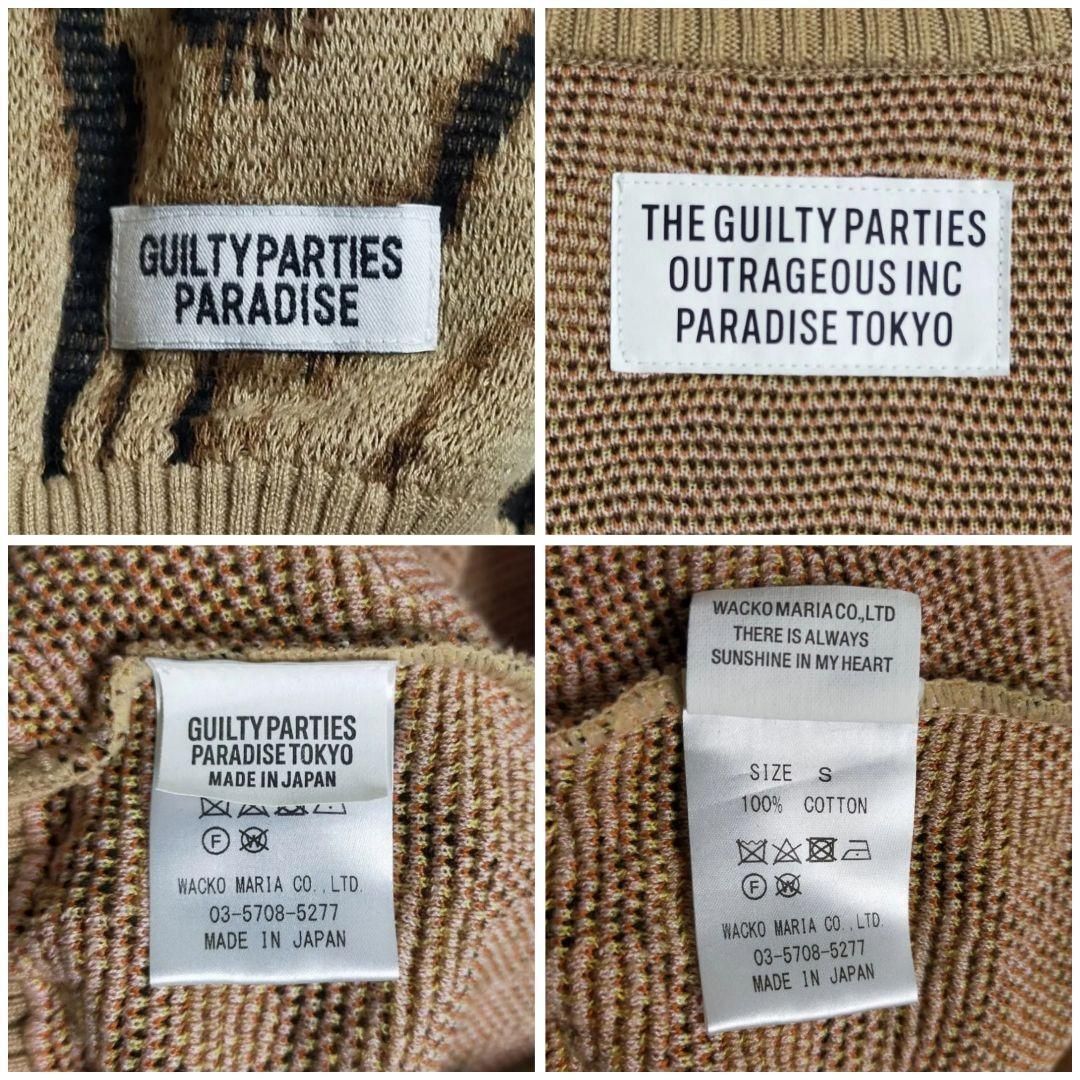 GUILTY PARTIES
PARADISE
THE GUILTY PARTIES
OUTRAGEOUS INC
PARADISE TOKYO
GUILTY PARTIES
PARADISE TOKYO
MADE IN JAPAN
F W
WACKO MARIA CO.,LTD.
03-5708-5277
MADE IN JAPAN
WACKO MARIA CO.,LTD
THERE IS ALWAYS
SUNSHINE IN MY HEART
SIZE S
100% COTTON
F W
WACKO MARIA CO.,LTD.
03-5708-5277
MADE IN JAPAN